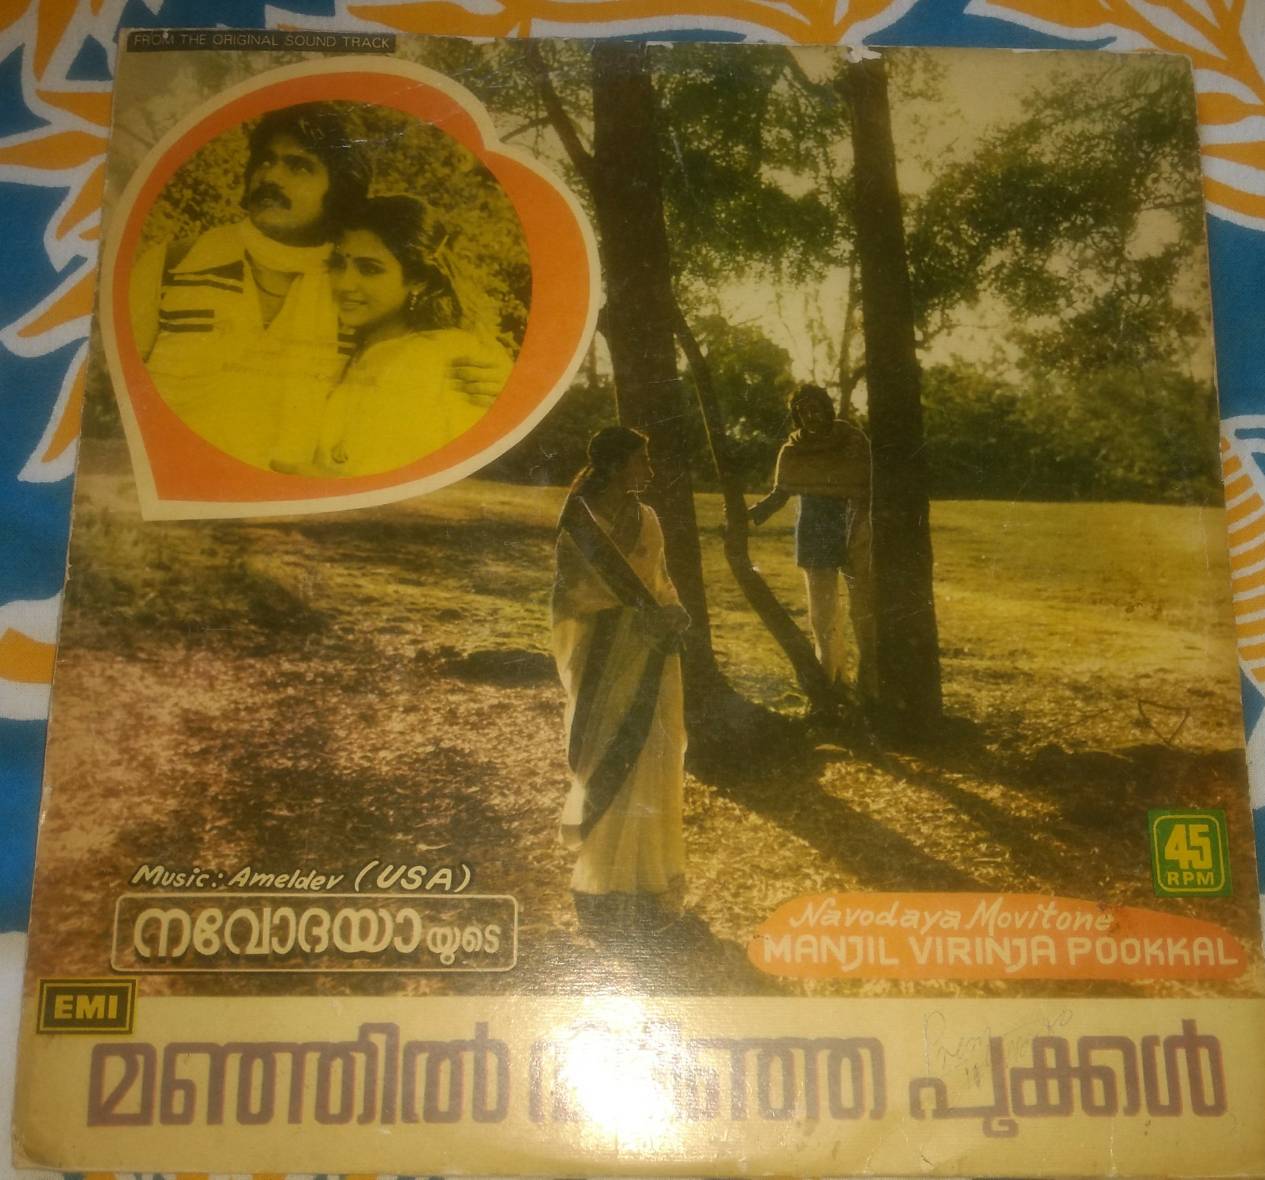 FROM THE ORIGINAL SOUND TRACK
Music: Ameldev (USA)
നവോദയായുടെ
45
RPM
Navodaya Movitone
MANJIL VIRINJA POOKKAL
EMI
മഞ്ഞിൽ പൂക്കൾ